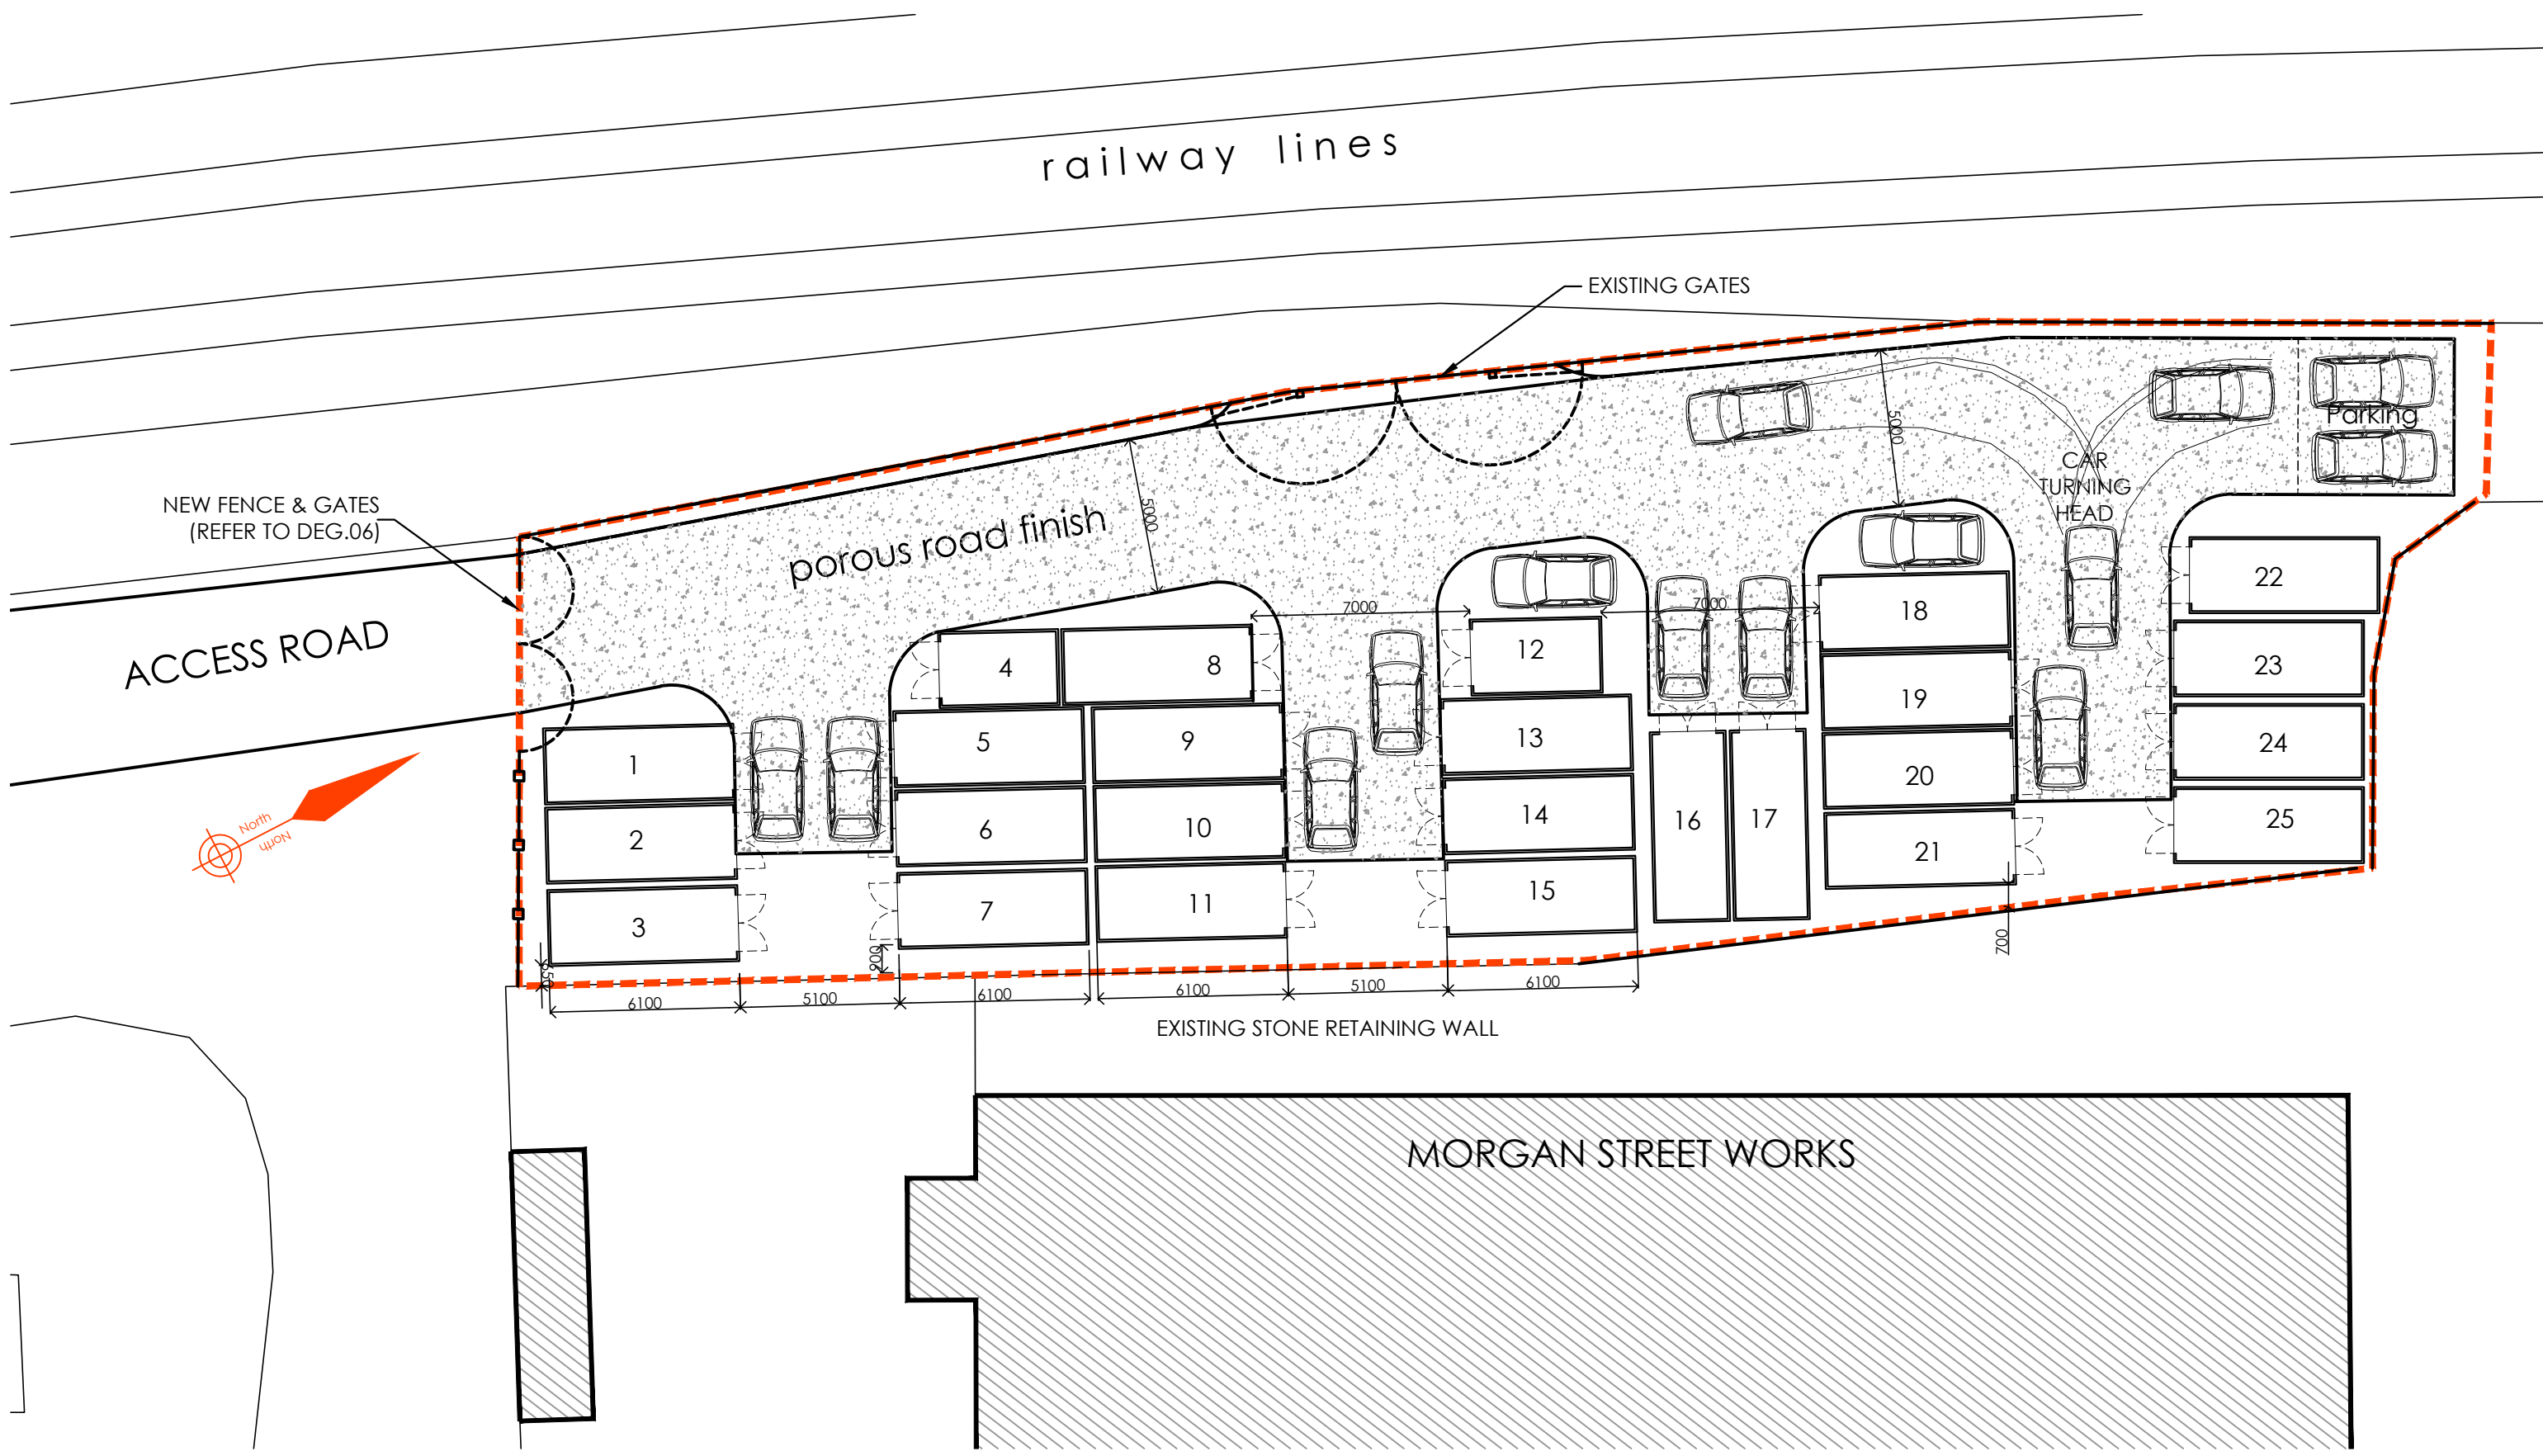 railway lines
EXISTING GATES
NEW FENCE & GATES
(REFER TO DEG.06)
ACCESS ROAD
porous road finish
5000
5000
Parking
CAR
TURNING
HEAD
7000
7000
1
2
3
4
5
6
7
8
9
10
11
12
13
14
15
16
17
18
19
20
21
22
23
24
25
North
North
900
700
6100
5100
6100
6100
5100
6100
EXISTING STONE RETAINING WALL
MORGAN STREET WORKS